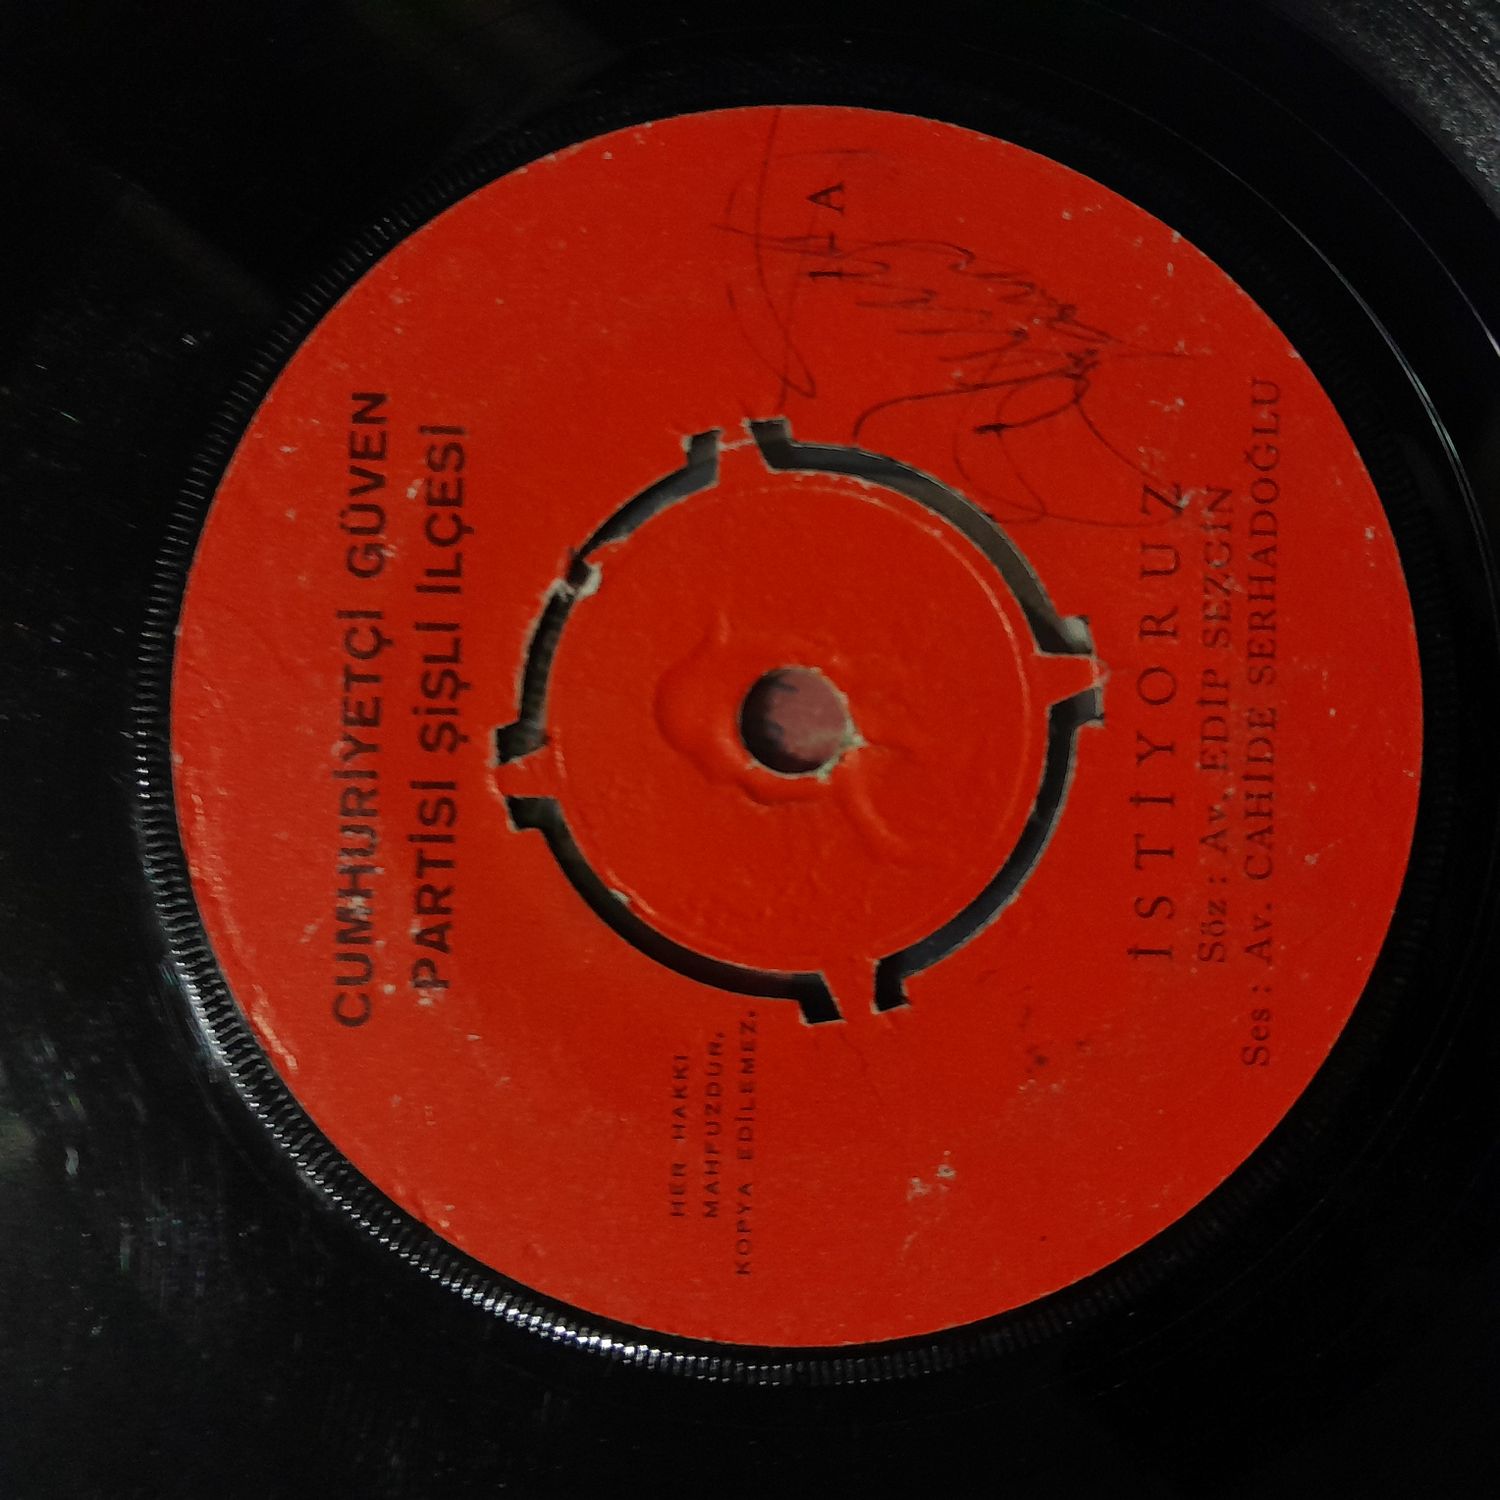 CUMHURİYETÇİ GÜVEN
PARTİSİ ŞİŞLİ İLÇESİ
HER HAKKI
MAHFUZDUR,
KOPYA EDİLEMEZ.
1 - A
İSTİYORUZ
Söz : Av. EDİP SEZGİN
Ses : Av. CAHİDE SERHADOĞLU